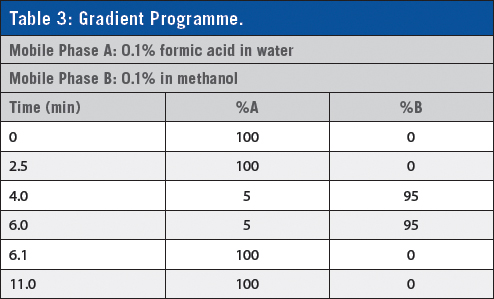 Table 3: Gradient Programme.
Mobile Phase A: 0.1% formic acid in water
Mobile Phase B: 0.1% in methanol
Time (min) %A %B
0 100 0
2.5 100 0
4.0 5 95
6.0 5 95
6.1 100 0
11.0 100 0